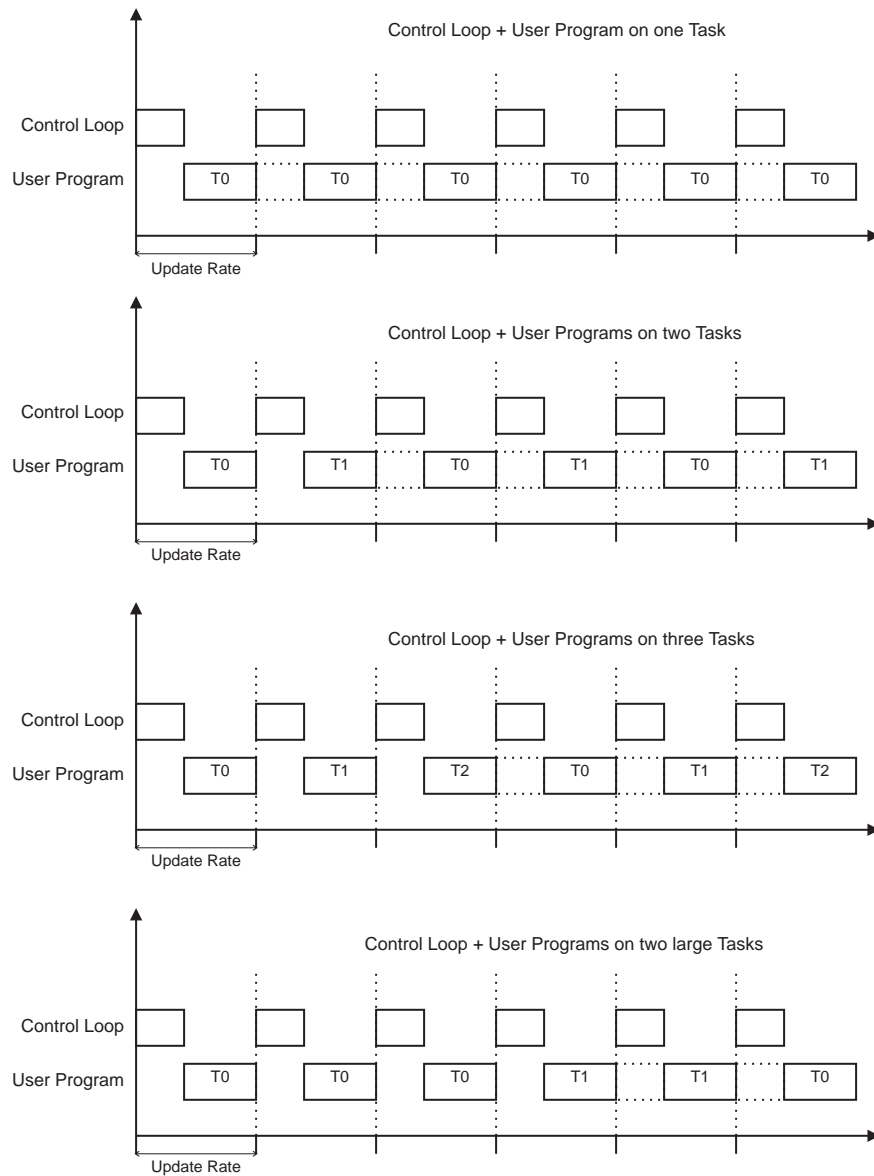 Control Loop + User Program on one Task
Control Loop
User Program
T0 T0 T0 T0 T0 T0
Update Rate
Control Loop + User Programs on two Tasks
Control Loop
User Program
T0 T1 T0 T1 T0 T1
Update Rate
Control Loop + User Programs on three Tasks
Control Loop
User Program
T0 T1 T2 T0 T1 T2
Update Rate
Control Loop + User Programs on two large Tasks
Control Loop
User Program
T0 T0 T0 T1 T1 T0
Update Rate